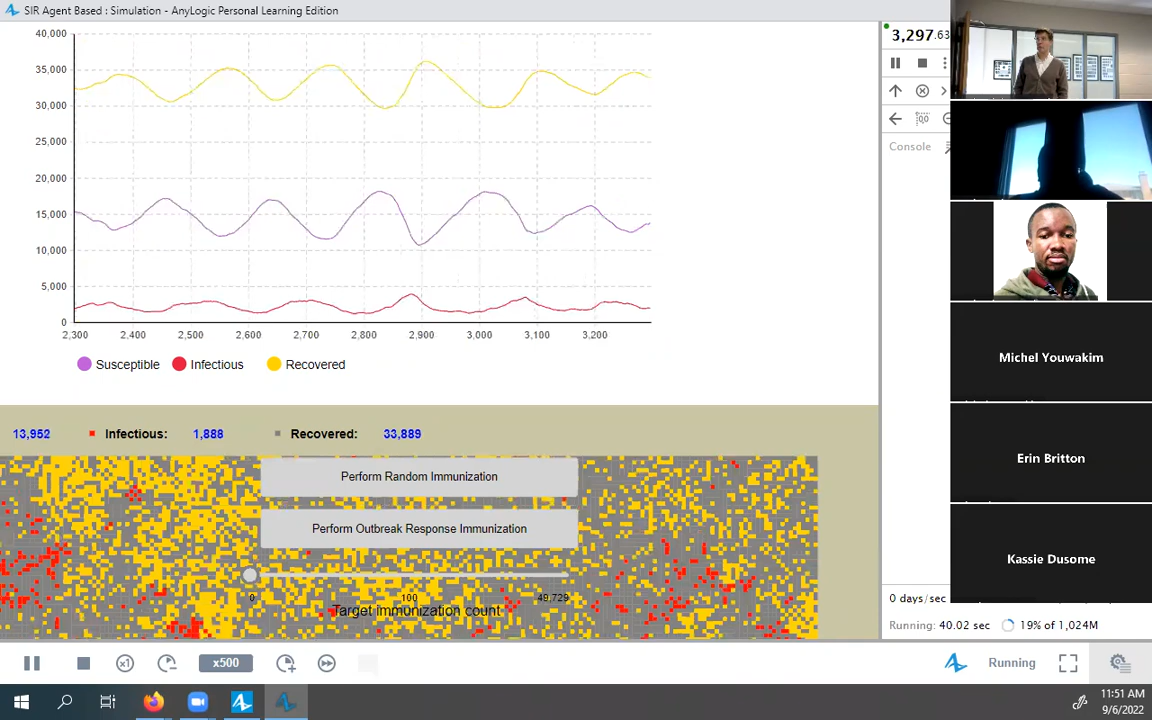 SIR Agent Based : Simulation - AnyLogic Personal Learning Edition
40,000
35,000
30,000
25,000
20,000
15,000
10,000
5,000
0
2,300 2,400 2,500 2,600 2,700 2,800 2,900 3,000 3,100 3,200
Susceptible Infectious Recovered
13,952 Infectious: 1,888 Recovered: 33,889
Perform Random Immunization
Perform Outbreak Response Immunization
0 100 49,729
Target immunization count
3,297.63
Console
Michel Youwakim
Erin Britton
Kassie Dusome
0 days/sec
Running: 40.02 sec 19% of 1,024M
x1 x500 Running
11:51 AM
9/6/2022